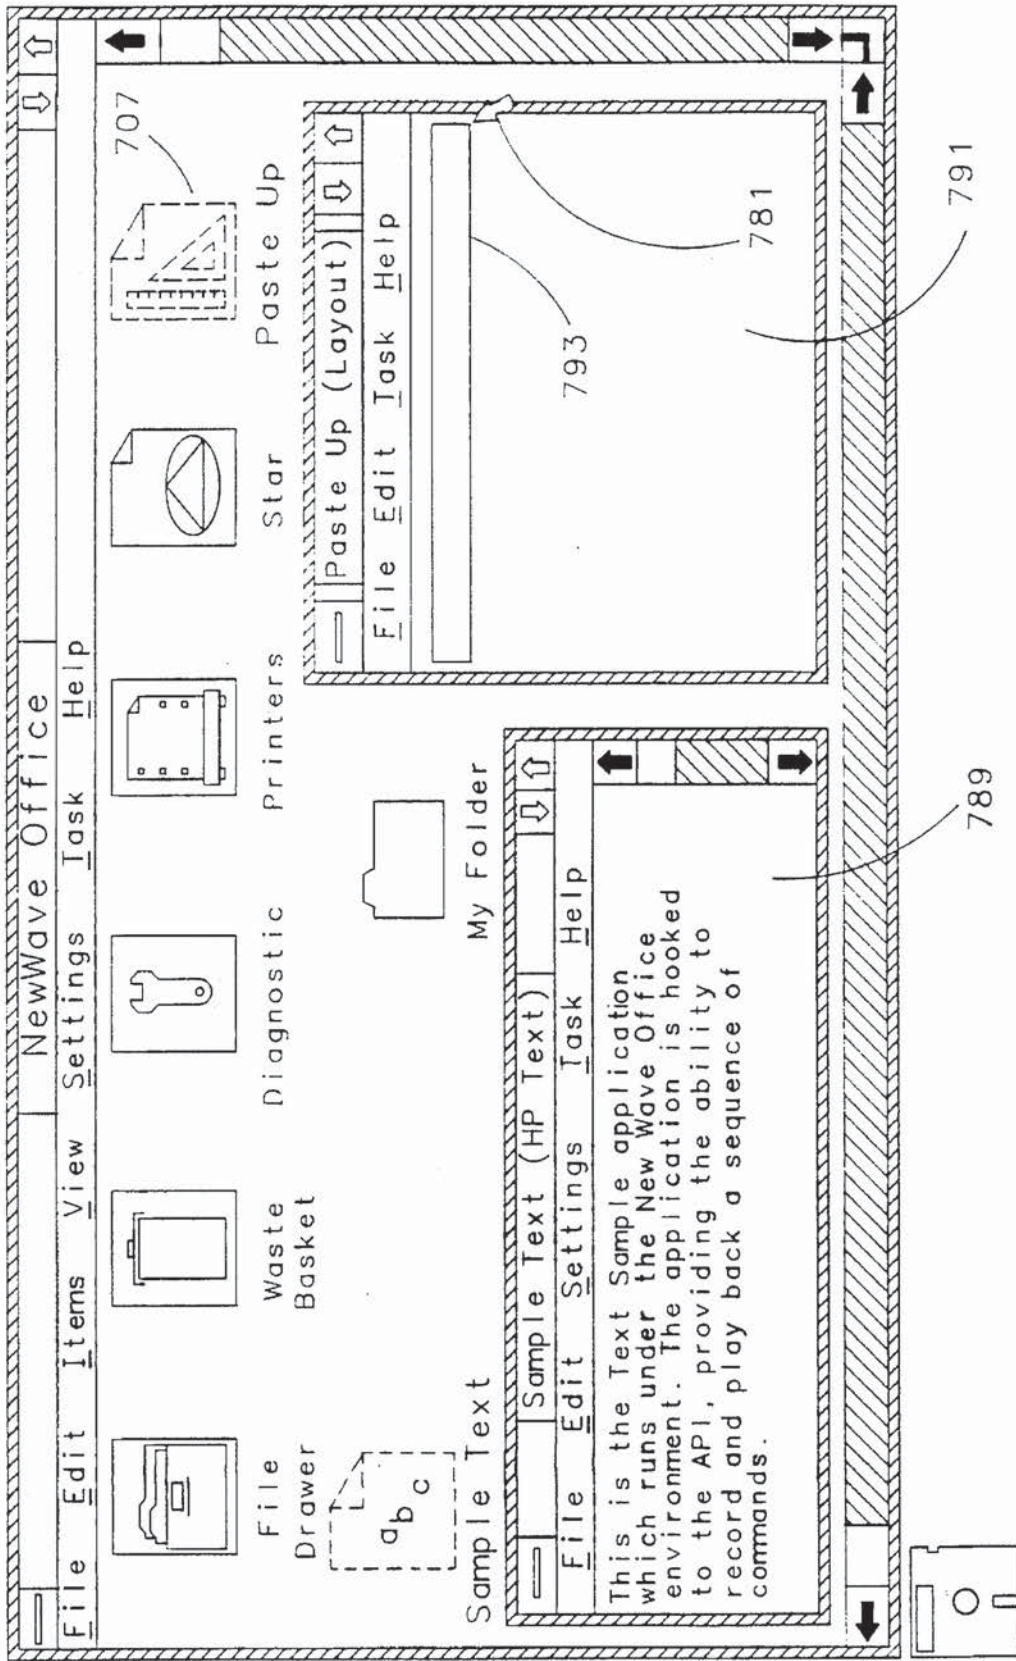 NewWave Office
File Edit Items View Settings Task Help
File
Drawer
Waste
Basket
Diagnostic
Printers
Star
Paste Up
707
a b c
Sample Text
My Folder
Sample Text (HP Text)
File Edit Settings Task Help
This is the Text Sample application
which runs under the New Wave Office
environment. The application is hooked
to the API, providing the ability to
record and play back a sequence of
commands.
Paste Up (Layout)
File Edit Task Help
793
781
789
791